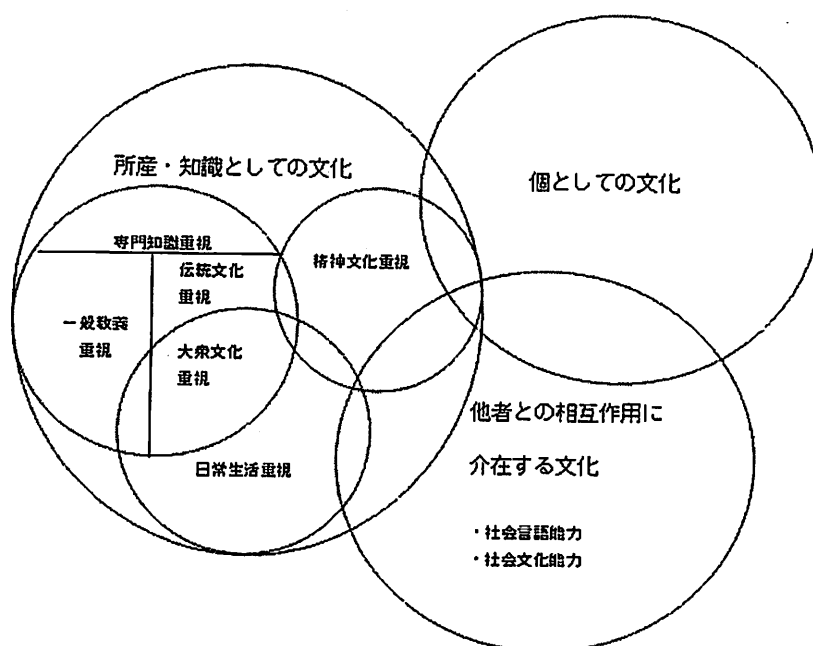 所産・知識としての文化
個としての文化
専門知識重視
伝統文化
重視
精神文化重視
一般教養
重視
大衆文化
重視
日常生活重視
他者との相互作用に
介在する文化
・社会言語能力
・社会文化能力